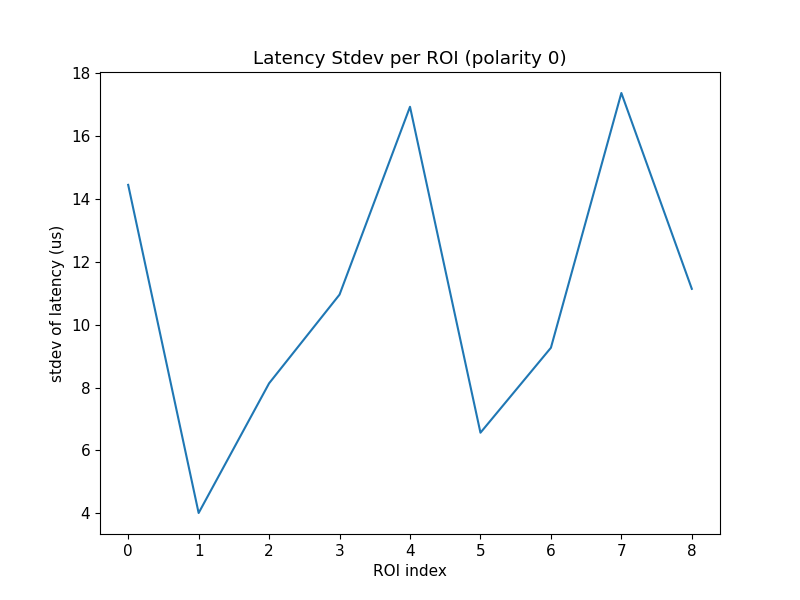 Latency Stdev per ROI (polarity 0)
18
16
14
12
10
8
6
4
stdev of latency (us)
0 1 2 3 4 5 6 7 8
ROI index